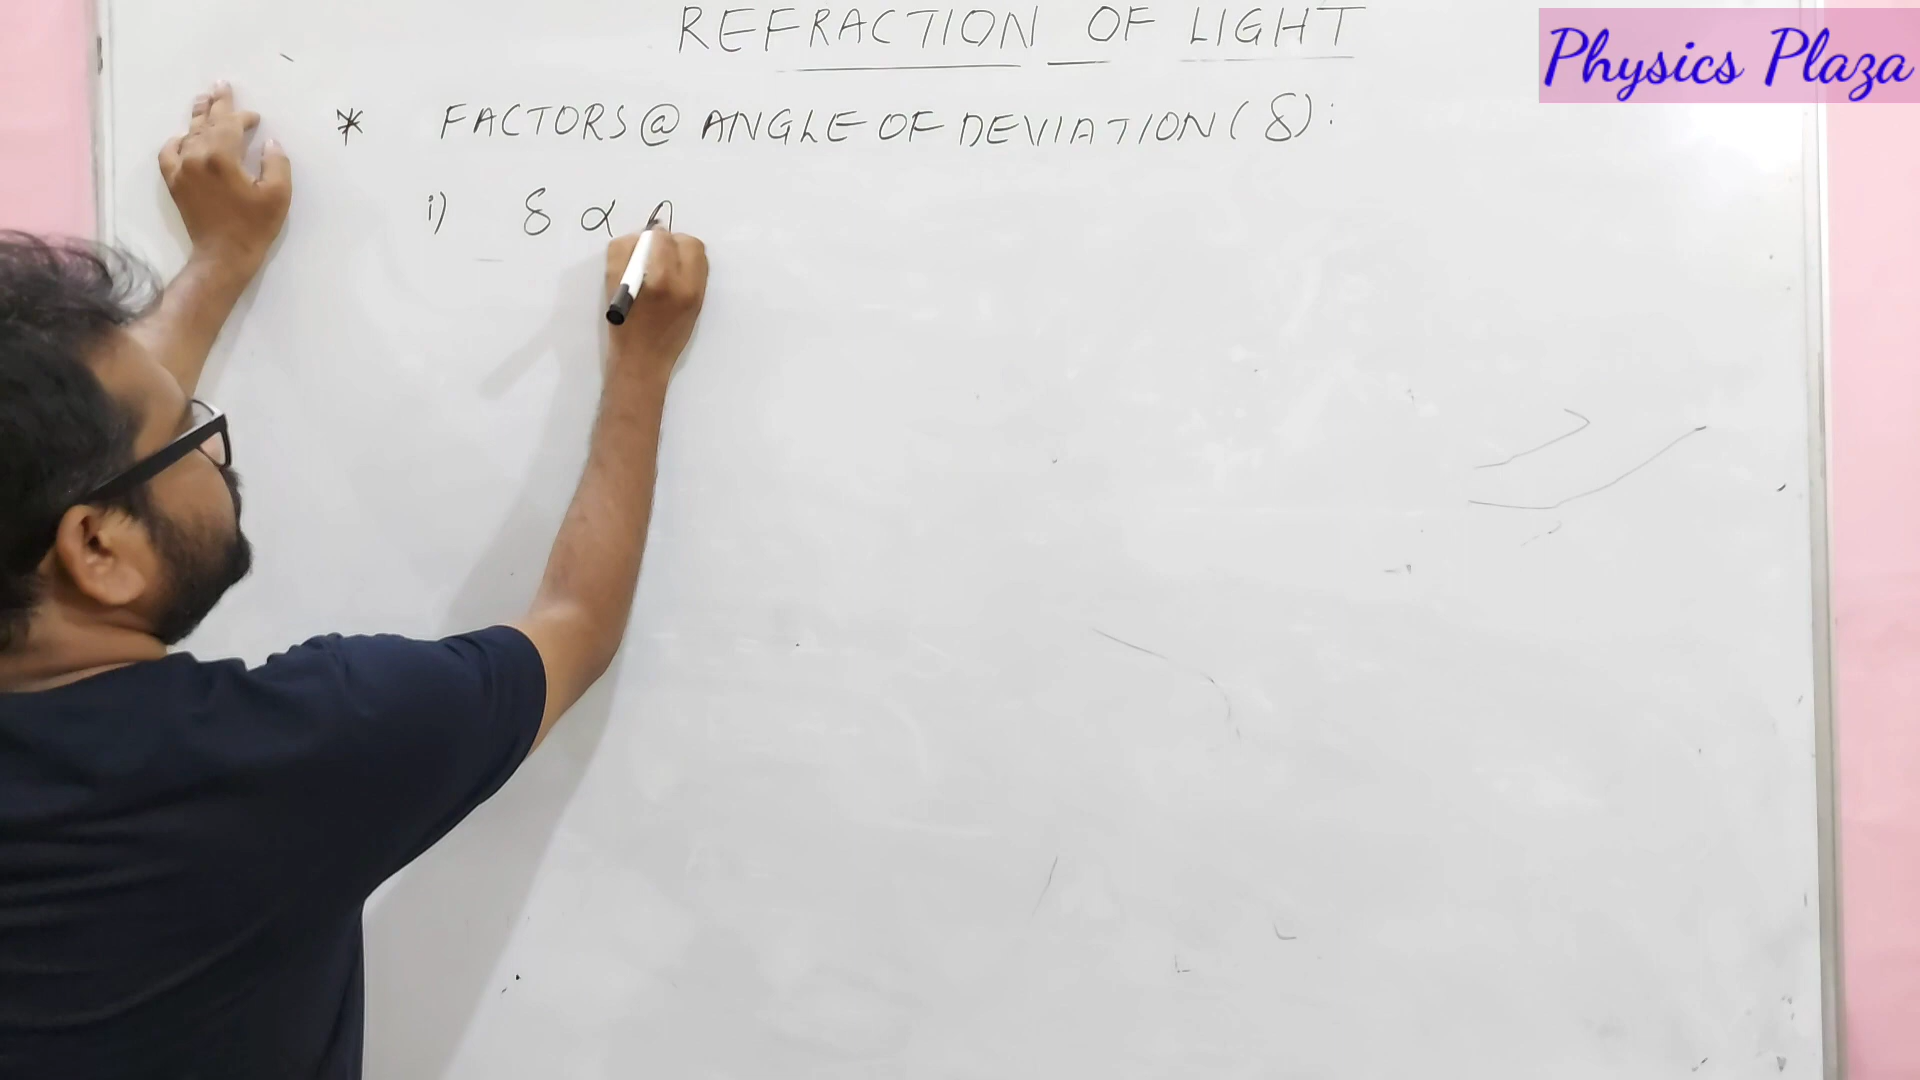 REFRACTION OF LIGHT
Physics Plaza
* FACTORS @ ANGLE OF DEVIATION (δ):
i) δ α A